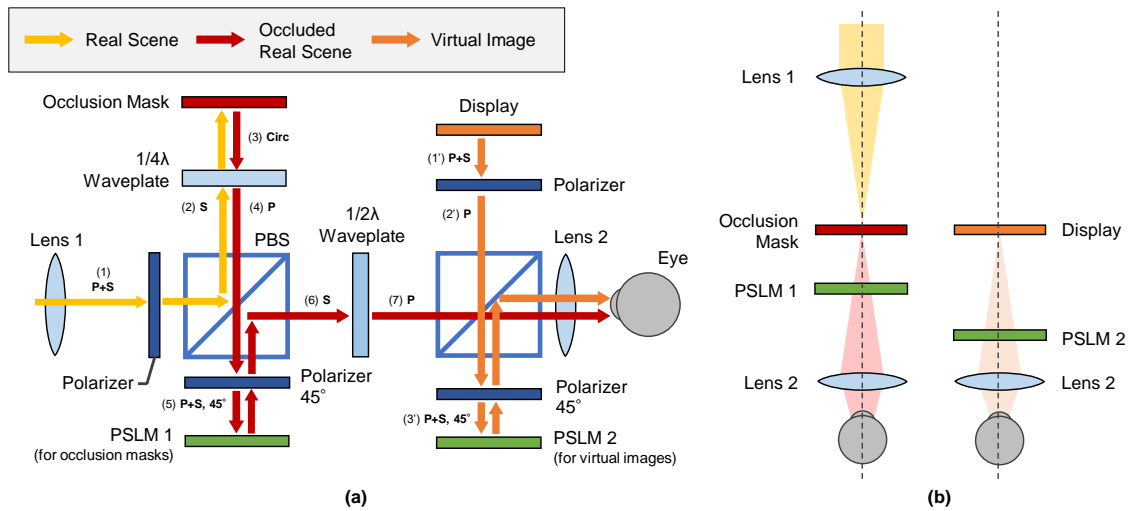 Real Scene
Occluded
Real Scene
Virtual Image
Occlusion Mask
(3) Circ
1/4λ
Waveplate
(2) S
(4) P
Lens 1
(1)
P+S
PBS
Polarizer
(5) P+S, 45°
Polarizer
45°
PSLM 1
(for occlusion masks)
1/2λ
Waveplate
(6) S
(7) P
Display
(1') P+S
Polarizer
(2') P
Lens 2
Eye
Polarizer
45°
(3') P+S, 45°
PSLM 2
(for virtual images)
(a)
Lens 1
Occlusion
Mask
PSLM 1
Lens 2
Display
PSLM 2
Lens 2
(b)